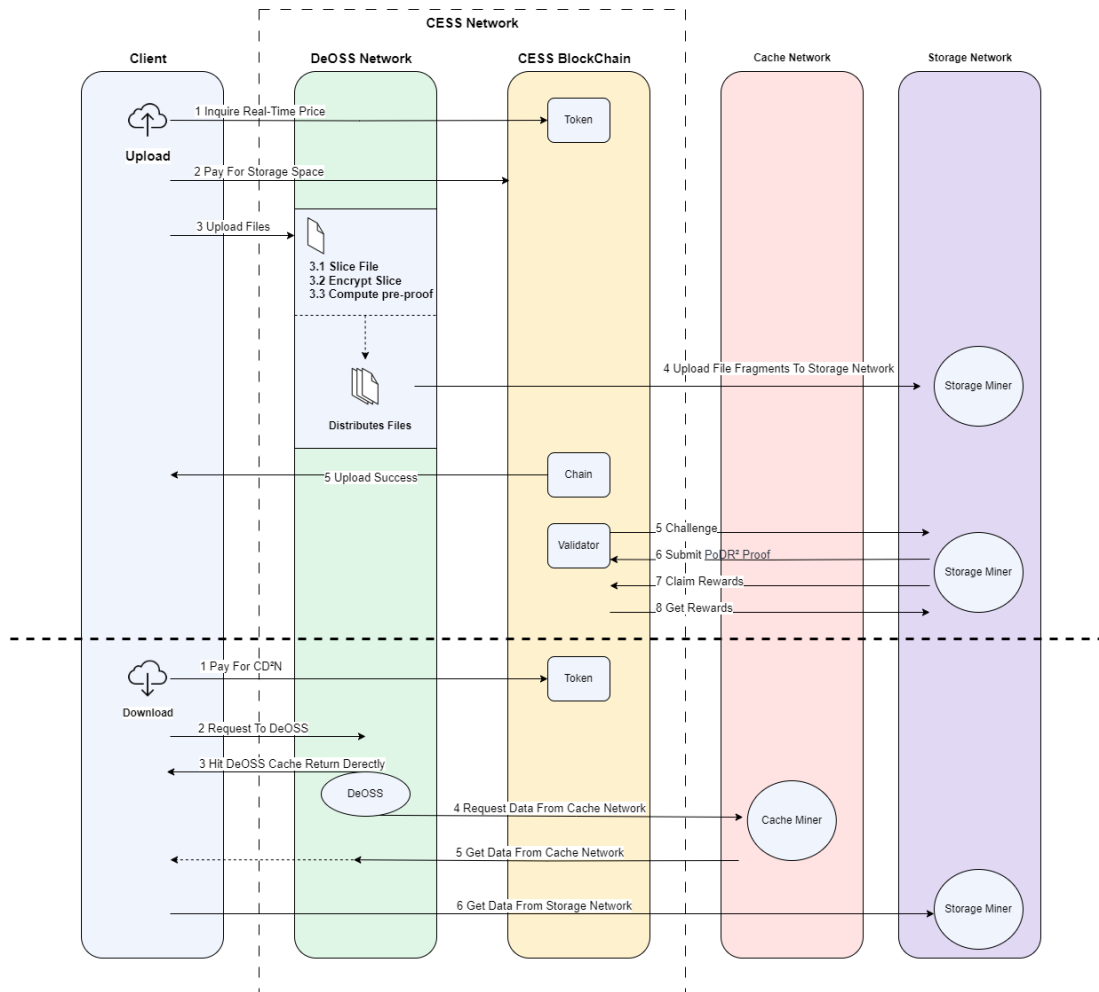 CESS Network
Client
DeOSS Network
CESS BlockChain
Cache Network
Storage Network
1 Inquire Real-Time Price
Token
Upload
2 Pay For Storage Space
3 Upload Files
3.1 Slice File
3.2 Encrypt Slice
3.3 Compute pre-proof
4 Upload File Fragments To Storage Network
Storage Miner
Distributes Files
5 Upload Success
Chain
5 Challenge
Validator
6 Submit PoDR² Proof
Storage Miner
7 Claim Rewards
8 Get Rewards
1 Pay For CD²N
Token
Download
2 Request To DeOSS
3 Hit DeOSS Cache Return Derectly
DeOSS
4 Request Data From Cache Network
Cache Miner
5 Get Data From Cache Network
6 Get Data From Storage Network
Storage Miner